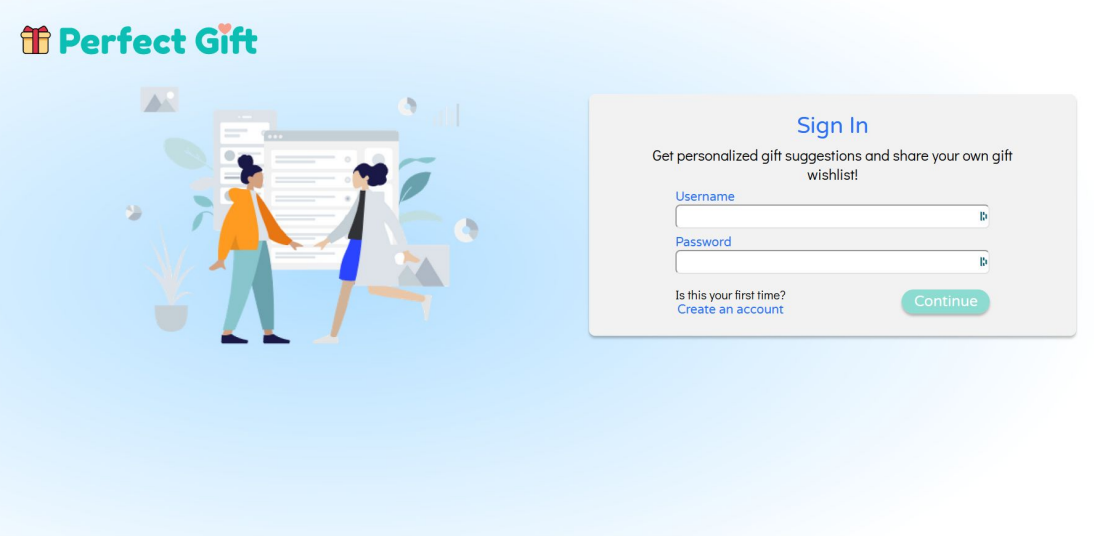 Perfect Gift
Sign In
Get personalized gift suggestions and share your own gift
wishlist!
Username
Password
Is this your first time?
Create an account
Continue